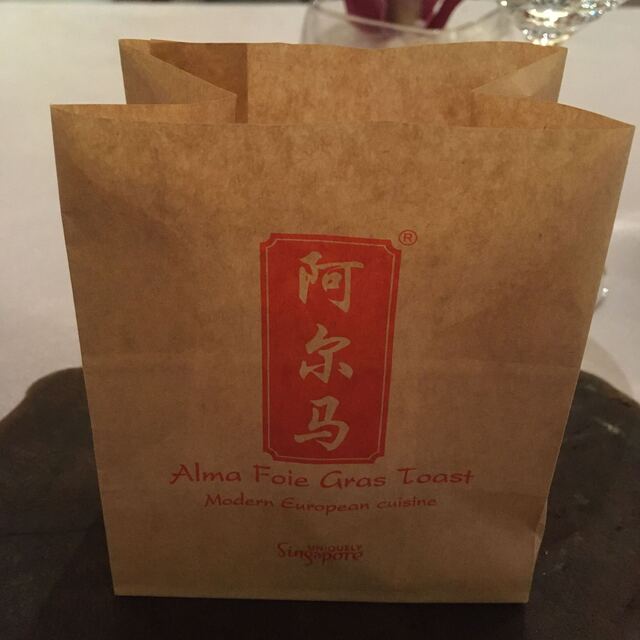 阿尔马
®
Alma Foie Gras Toast
Modern European cuisine
UNIQUELY
Singapore